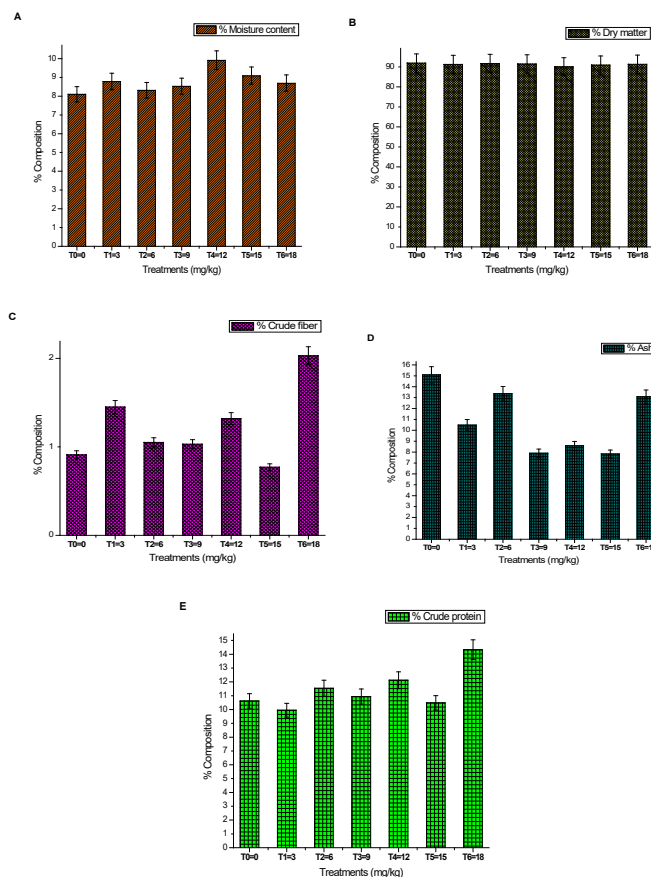 A
% Moisture content
10
9
8
7
6
5
4
3
2
1
0
% Composition
T0=0 T1=3 T2=6 T3=9 T4=12 T5=15 T6=18
Treatments (mg/kg)
B
% Dry matter
90
80
70
60
50
40
30
20
10
0
% Composition
T0=0 T1=3 T2=6 T3=9 T4=12 T5=15 T6=18
Treatments (mg/kg)
C
% Crude fiber
2
1
0
% Composition
T0=0 T1=3 T2=6 T3=9 T4=12 T5=15 T6=18
Treatments (mg/kg)
D
% Ash
16
15
14
13
12
11
10
9
8
7
6
5
4
3
2
1
0
% Composition
T0=0 T1=3 T2=6 T3=9 T4=12 T5=15 T6=1
Treatments (mg/kg)
E
% Crude protein
15
14
13
12
11
10
9
8
7
6
5
4
3
2
1
0
% Composition
T0=0 T1=3 T2=6 T3=9 T4=12 T5=15 T6=18
Treatments (mg/kg)